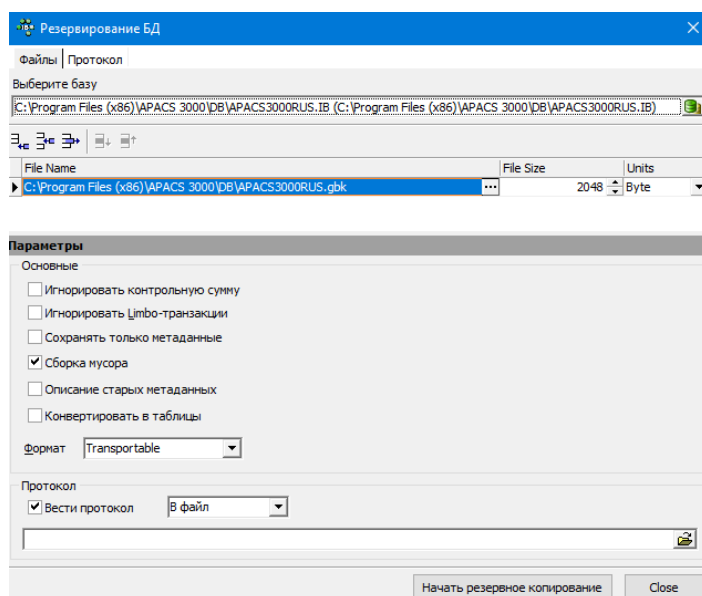 Резервирование БД
Файлы Протокол
Выберите базу
C:\Program Files (x86)\APACS 3000\DB\APACS3000RUS.IB (C:\Program Files (x86)\APACS 3000\DB\APACS3000RUS.IB)
File Name File Size Units
C:\Program Files (x86)\APACS 3000\DB\APACS3000RUS.gbk ... 2048 Byte
Параметры
Основные
Игнорировать контрольную сумму
Игнорировать Limbo-транзакции
Сохранять только метаданные
Сборка мусора
Описание старых метаданных
Конвертировать в таблицы
Формат Transportable
Протокол
Вести протокол В файл
Начать резервное копирование Close